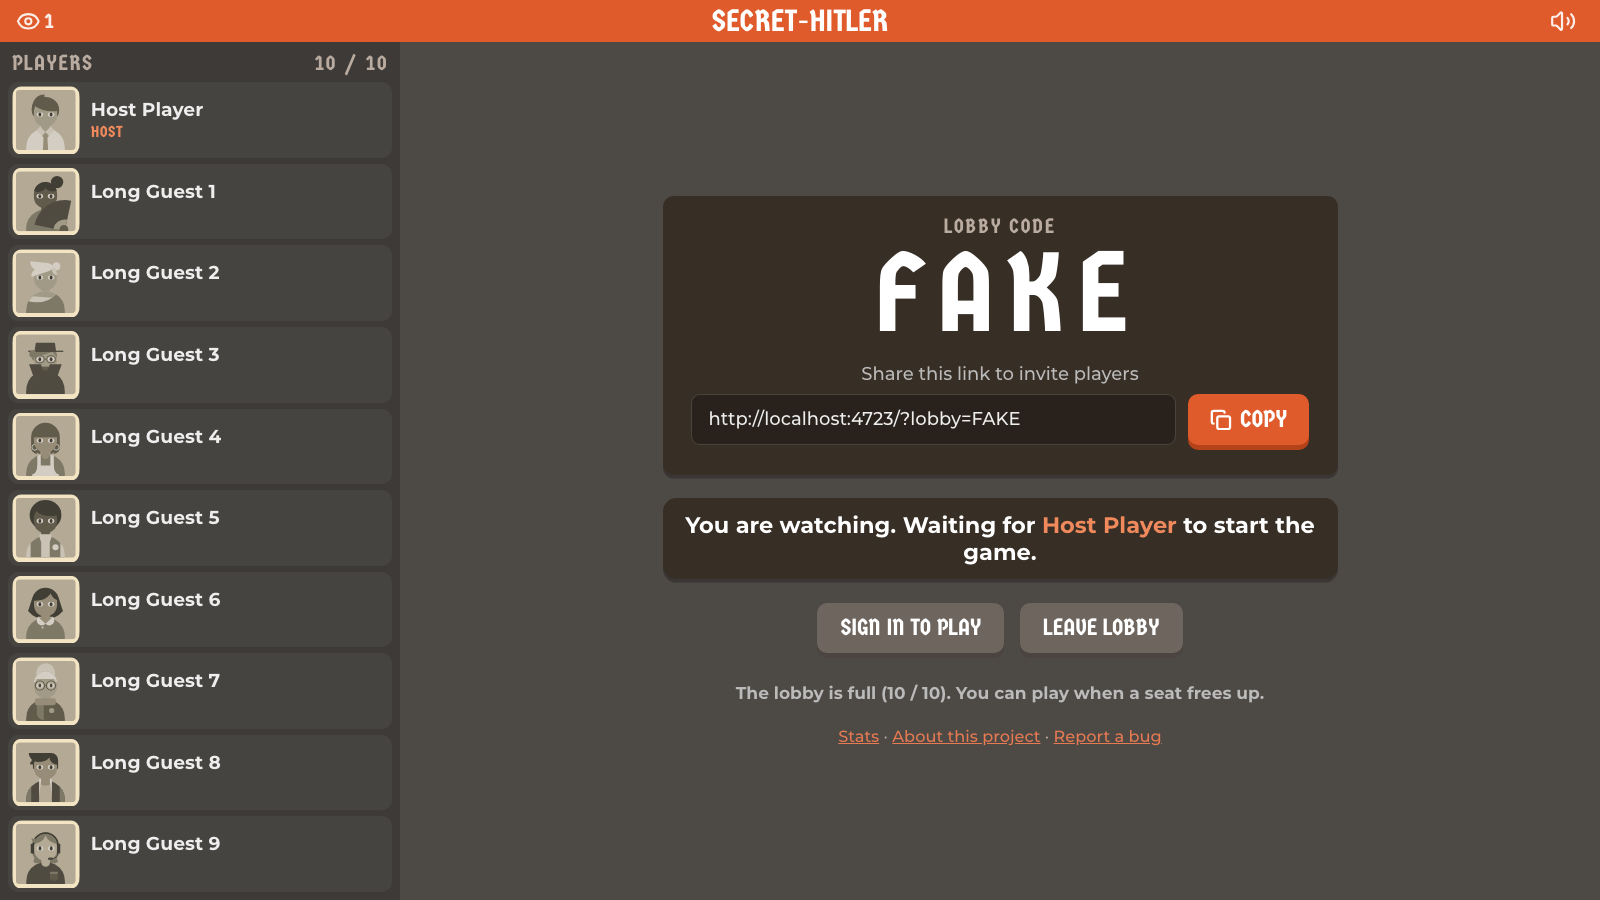 1
SECRET-HITLER
PLAYERS 10 / 10
Host Player
HOST
Long Guest 1
Long Guest 2
Long Guest 3
Long Guest 4
Long Guest 5
Long Guest 6
Long Guest 7
Long Guest 8
Long Guest 9
LOBBY CODE
FAKE
Share this link to invite players
http://localhost:4723/?lobby=FAKE
COPY
You are watching. Waiting for Host Player to start the
game.
SIGN IN TO PLAY
LEAVE LOBBY
The lobby is full (10 / 10). You can play when a seat frees up.
Stats · About this project · Report a bug